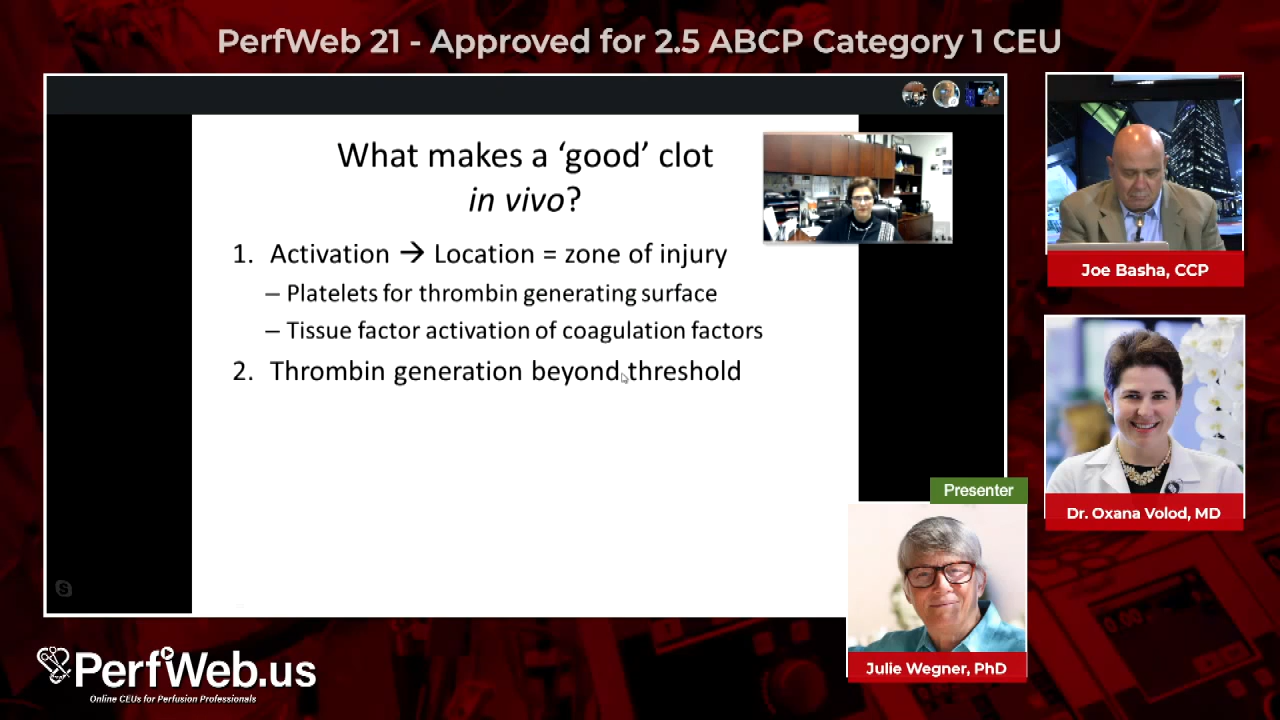 PerfWeb 21 - Approved for 2.5 ABCP Category 1 CEU
What makes a ‘good’ clot
in vivo?
1. Activation → Location = zone of injury
– Platelets for thrombin generating surface
– Tissue factor activation of coagulation factors
2. Thrombin generation beyond threshold
Joe Basha, CCP
Dr. Oxana Volod, MD
Presenter
Julie Wegner, PhD
PerfWeb.us
Online CEUs for Perfusion Professionals